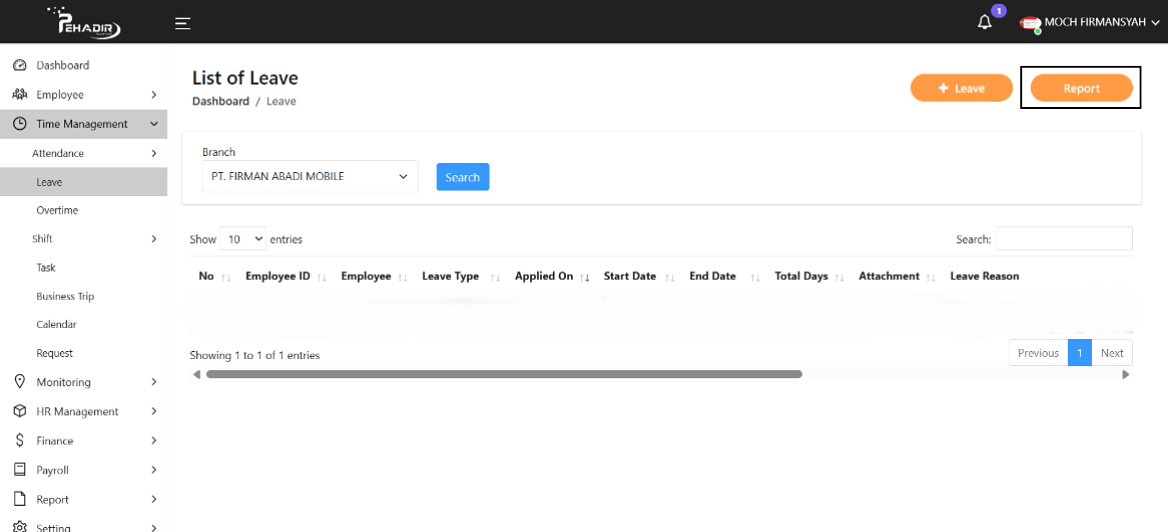 PEHADIR
1
MOCH FIRMANSYAH
Dashboard
Employee
Time Management
Attendance
Leave
Overtime
Shift
Task
Business Trip
Calendar
Request
Monitoring
HR Management
Finance
Payroll
Report
Setting
List of Leave
Dashboard / Leave
+ Leave
Report
Branch
PT. FIRMAN ABADI MOBILE
Search
Show 10 entries
Search:
No Employee ID Employee Leave Type Applied On Start Date End Date Total Days Attachment Leave Reason
Showing 1 to 1 of 1 entries
Previous 1 Next